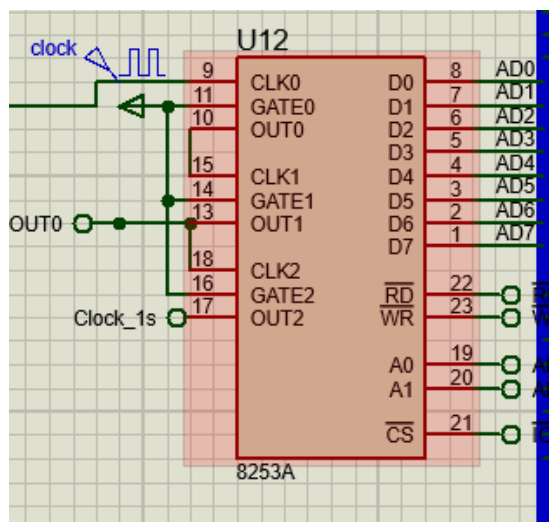 U12
clock
9 CLK0 D0 8 AD0
11 GATE0 D1 7 AD1
10 OUT0 D2 6 AD2
D3 5 AD3
15 CLK1 D4 4 AD4
14 GATE1 D5 3 AD5
OUT0 13 OUT1 D6 2 AD6
D7 1 AD7
18 CLK2
16 GATE2 RD 22
Clock_1s 17 OUT2 WR 23
A0 19
A1 20
CS 21
8253A